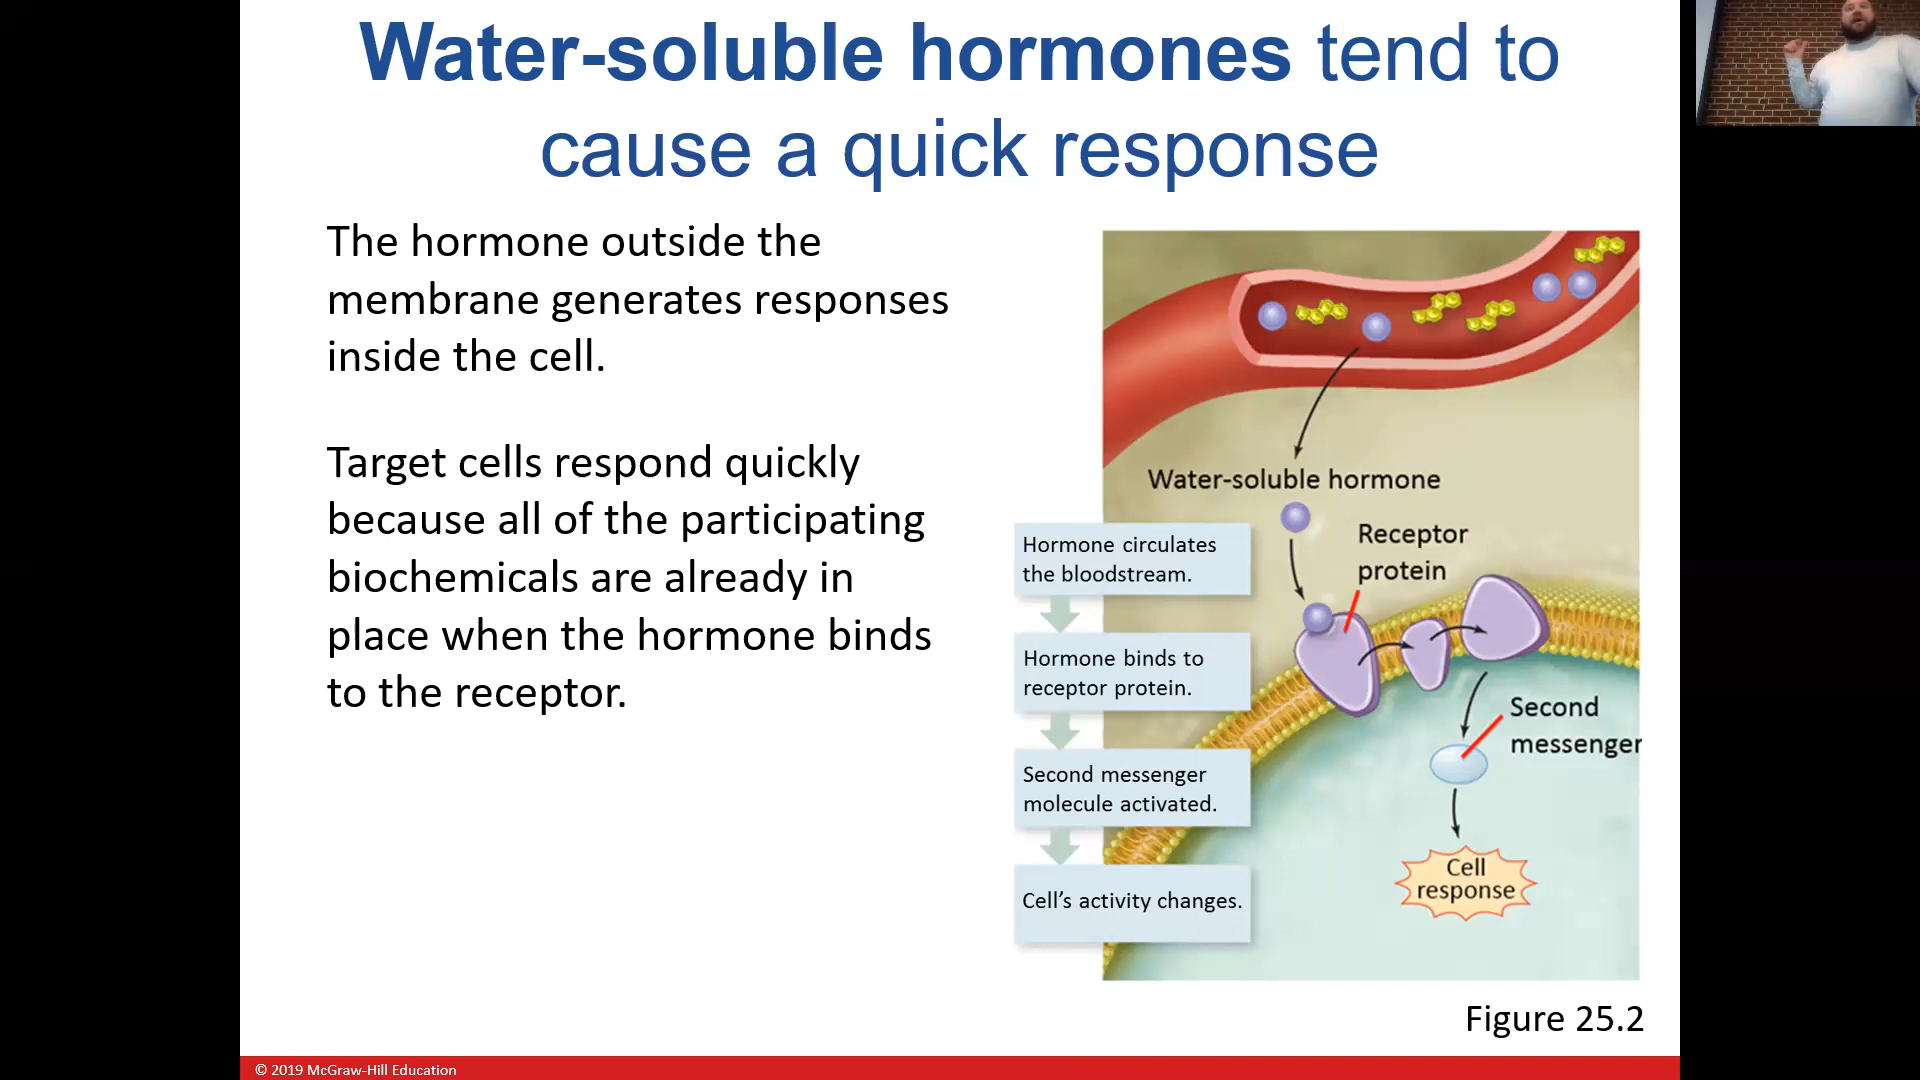 Water-soluble hormones tend to
cause a quick response
The hormone outside the
membrane generates responses
inside the cell.
Target cells respond quickly
because all of the participating
biochemicals are already in
place when the hormone binds
to the receptor.
Water-soluble hormone
Receptor
protein
Second
messenger
Cell
response
Hormone circulates
the bloodstream.
Hormone binds to
receptor protein.
Second messenger
molecule activated.
Cell’s activity changes.
Figure 25.2
© 2019 McGraw-Hill Education